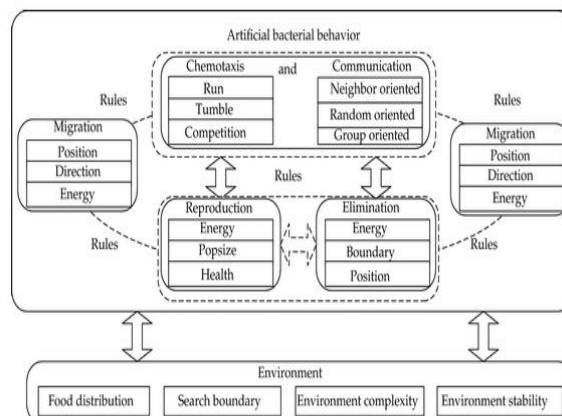 Artificial bacterial behavior
Chemotaxis
and
Communication
Run
Tumble
Competition
Neighbor oriented
Random oriented
Group oriented
Rules
Rules
Migration
Position
Direction
Energy
Migration
Position
Direction
Energy
Rules
Rules
Rules
Reproduction
Energy
Popsize
Health
Elimination
Energy
Boundary
Position
Environment
Food distribution
Search boundary
Environment complexity
Environment stability